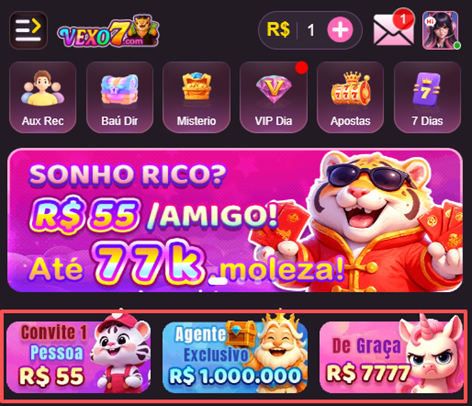 VEXO7.com
R$ 1
1
Hi
Aux Rec
Baú Dir
Misterio
V
VIP Dia
Apostas
7
7 Dias
SONHO RICO?
R$ 55 /AMIGO!
Até 77k moleza!
Convite 1
Pessoa
R$ 55
Agente
Exclusivo
R$ 1.000.000
De Graça
R$ 7777